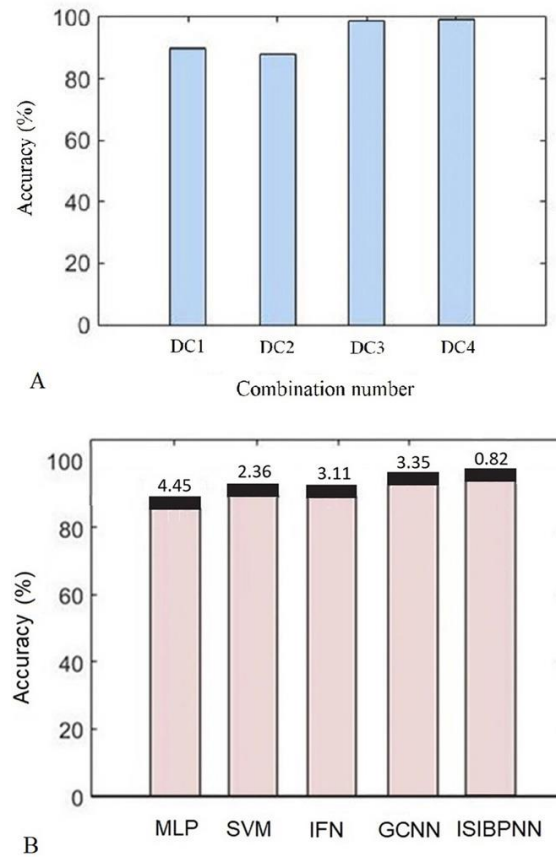 100
80
60
40
20
0
Accuracy (%)
DC1 DC2 DC3 DC4
A
Combination number
100
80
60
40
20
0
Accuracy (%)
4.45 2.36 3.11 3.35 0.82
MLP SVM IFN GCNN ISIBPNN
B